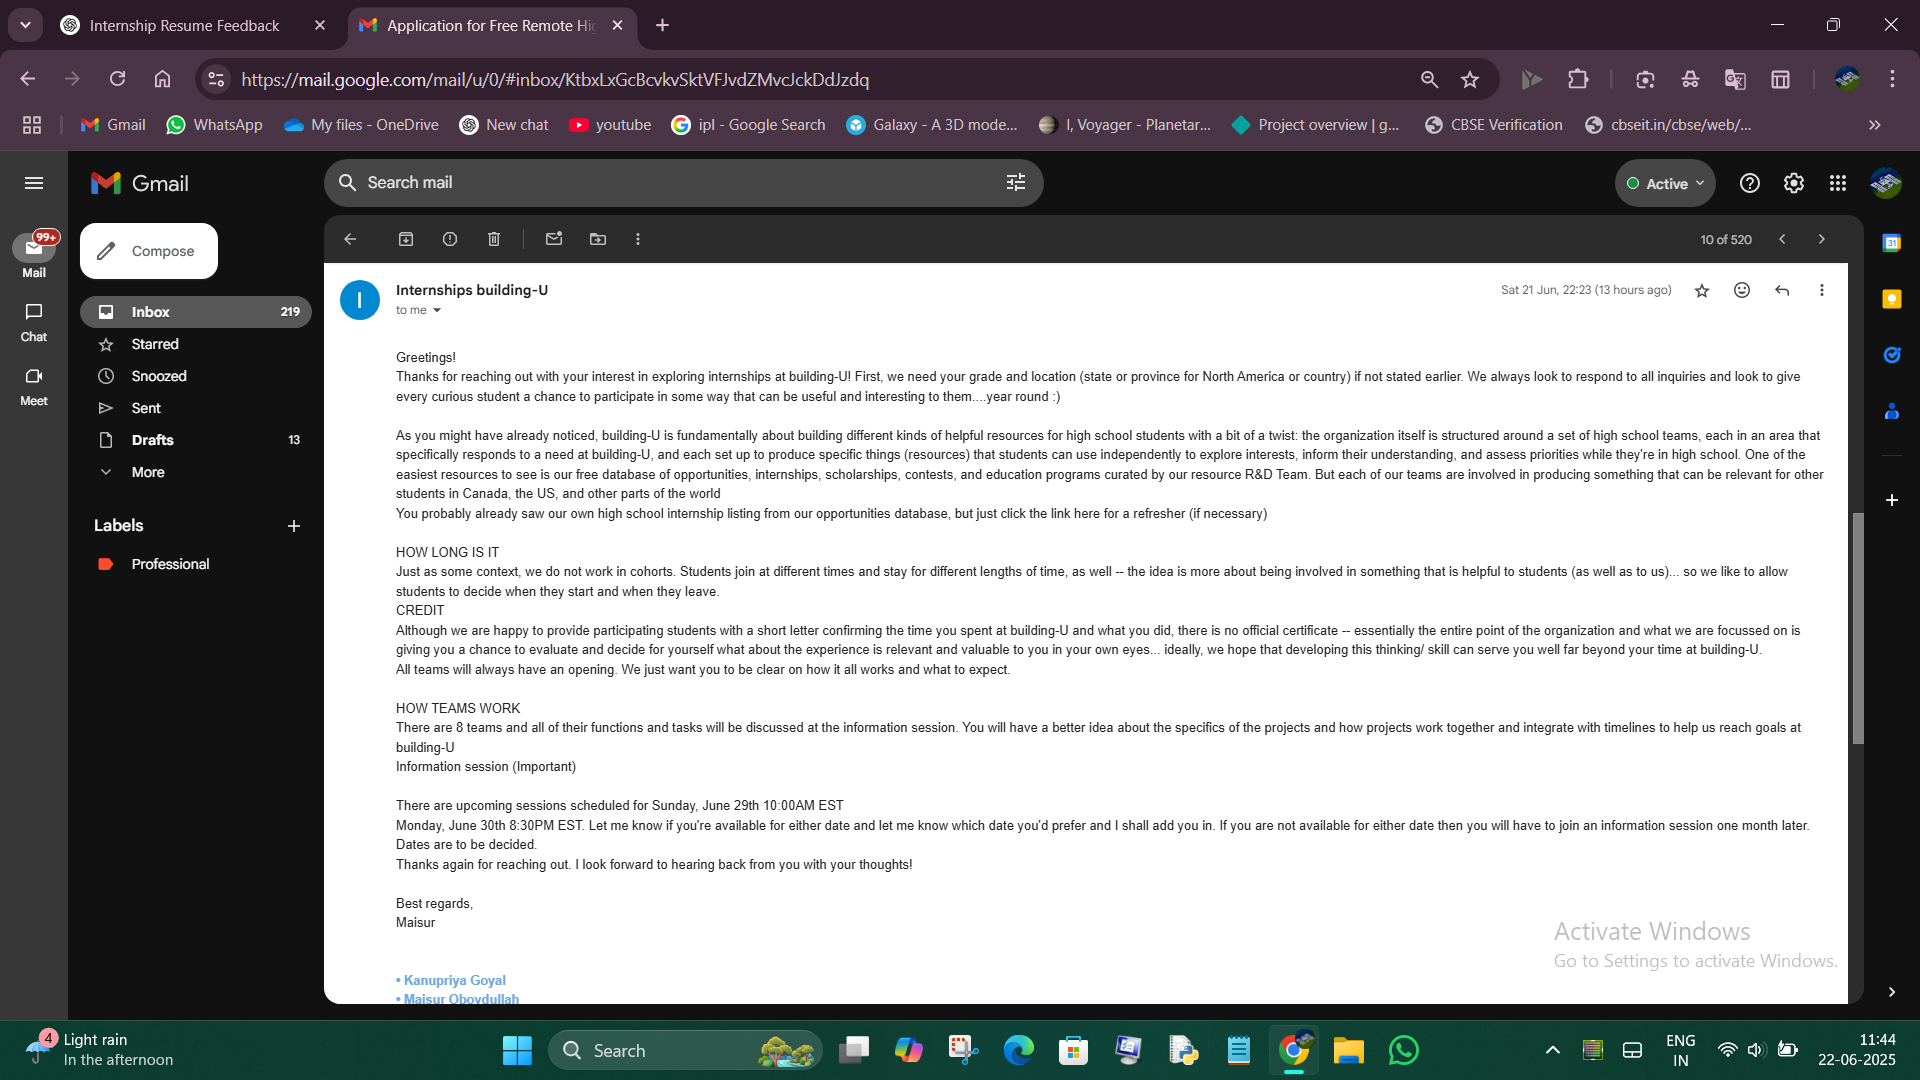 Internship Resume Feedback
Application for Free Remote Hi
https://mail.google.com/mail/u/0/#inbox/KtbxLxGcBcvkvSktVFJvdZMvcJckDdJzdq
Gmail
WhatsApp
My files - OneDrive
New chat
youtube
ipl - Google Search
Galaxy - A 3D mode...
I, Voyager - Planetar...
Project overview | g...
CBSE Verification
cbseit.in/cbse/web/...
Gmail
Search mail
Active
99+
Mail
Chat
Meet
Compose
Inbox 219
Starred
Snoozed
Sent
Drafts 13
More
Labels
Professional
10 of 520
31
I
Internships building-U
Sat 21 Jun, 22:23 (13 hours ago)
to me
Greetings!
Thanks for reaching out with your interest in exploring internships at building-U! First, we need your grade and location (state or province for North America or country) if not stated earlier. We always look to respond to all inquiries and look to give
every curious student a chance to participate in some way that can be useful and interesting to them....year round :)
As you might have already noticed, building-U is fundamentally about building different kinds of helpful resources for high school students with a bit of a twist: the organization itself is structured around a set of high school teams, each in an area that
specifically responds to a need at building-U, and each set up to produce specific things (resources) that students can use independently to explore interests, inform their understanding, and assess priorities while they're in high school. One of the
easiest resources to see is our free database of opportunities, internships, scholarships, contests, and education programs curated by our resource R&D Team. But each of our teams are involved in producing something that can be relevant for other
students in Canada, the US, and other parts of the world
You probably already saw our own high school internship listing from our opportunities database, but just click the link here for a refresher (if necessary)
HOW LONG IS IT
Just as some context, we do not work in cohorts. Students join at different times and stay for different lengths of time, as well -- the idea is more about being involved in something that is helpful to students (as well as to us)... so we like to allow
students to decide when they start and when they leave.
CREDIT
Although we are happy to provide participating students with a short letter confirming the time you spent at building-U and what you did, there is no official certificate -- essentially the entire point of the organization and what we are focussed on is
giving you a chance to evaluate and decide for yourself what about the experience is relevant and valuable to you in your own eyes... ideally, we hope that developing this thinking/ skill can serve you well far beyond your time at building-U.
All teams will always have an opening. We just want you to be clear on how it all works and what to expect.
HOW TEAMS WORK
There are 8 teams and all of their functions and tasks will be discussed at the information session. You will have a better idea about the specifics of the projects and how projects work together and integrate with timelines to help us reach goals at
building-U
Information session (Important)
There are upcoming sessions scheduled for Sunday, June 29th 10:00AM EST
Monday, June 30th 8:30PM EST. Let me know if you're available for either date and let me know which date you'd prefer and I shall add you in. If you are not available for either date then you will have to join an information session one month later.
Dates are to be decided.
Thanks again for reaching out. I look forward to hearing back from you with your thoughts!
Best regards,
Maisur
• Kanupriya Goyal
• Maisur Oboydullah
Activate Windows
Go to Settings to activate Windows.
4
Light rain
In the afternoon
Search
ENG
IN
11:44
22-06-2025